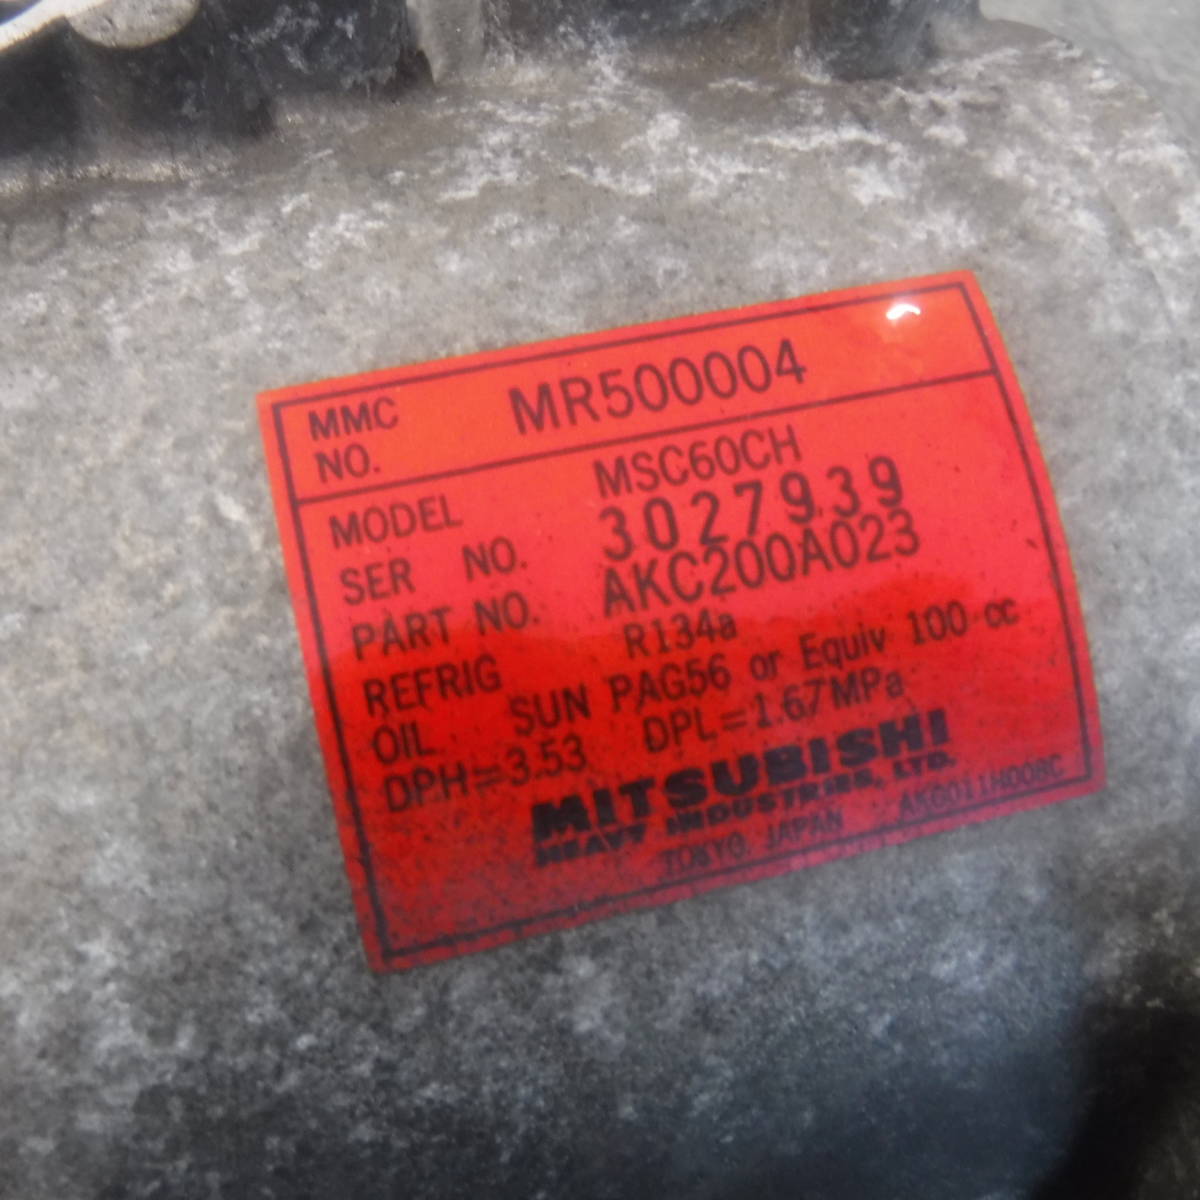 MMC NO. MR500004
MODEL MSC60CH
SER NO. 3027939
PART NO. AKC200A023
REFRIG R134a
OIL SUN PAG56 or Equiv 100 cc
DPH=3.53 DPL=1.67MPa
MITSUBISHI
HEAVY INDUSTRIES, LTD.
TOKYO, JAPAN